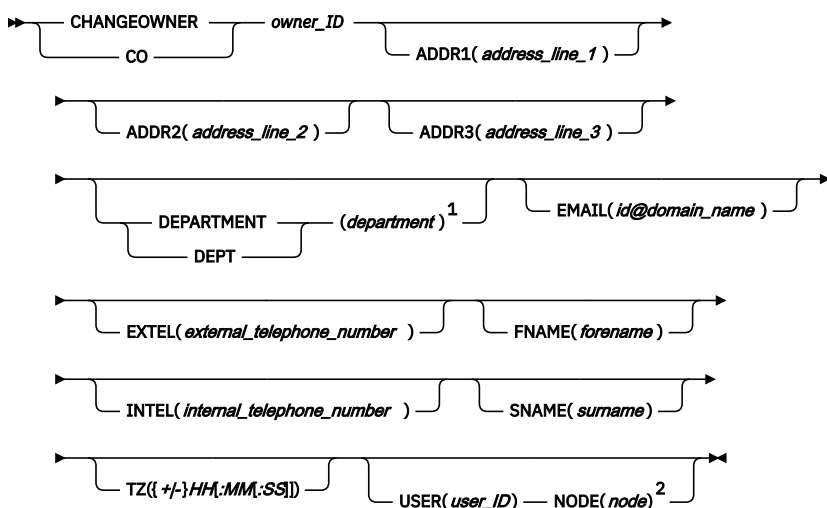 CHANGEOWNER owner_ID
CO ADDR1( address_line_1 )
ADDR2( address_line_2 ) ADDR3( address_line_3 )
DEPARTMENT (department) 1 EMAIL( id@domain_name )
DEPT
EXTEL( external_telephone_number ) FNAME( forename )
INTEL( internal_telephone_number ) SNAME( surname )
TZ([ +/-}HH[:MM[:SS]]) USER( user_ID) NODE( node) 2